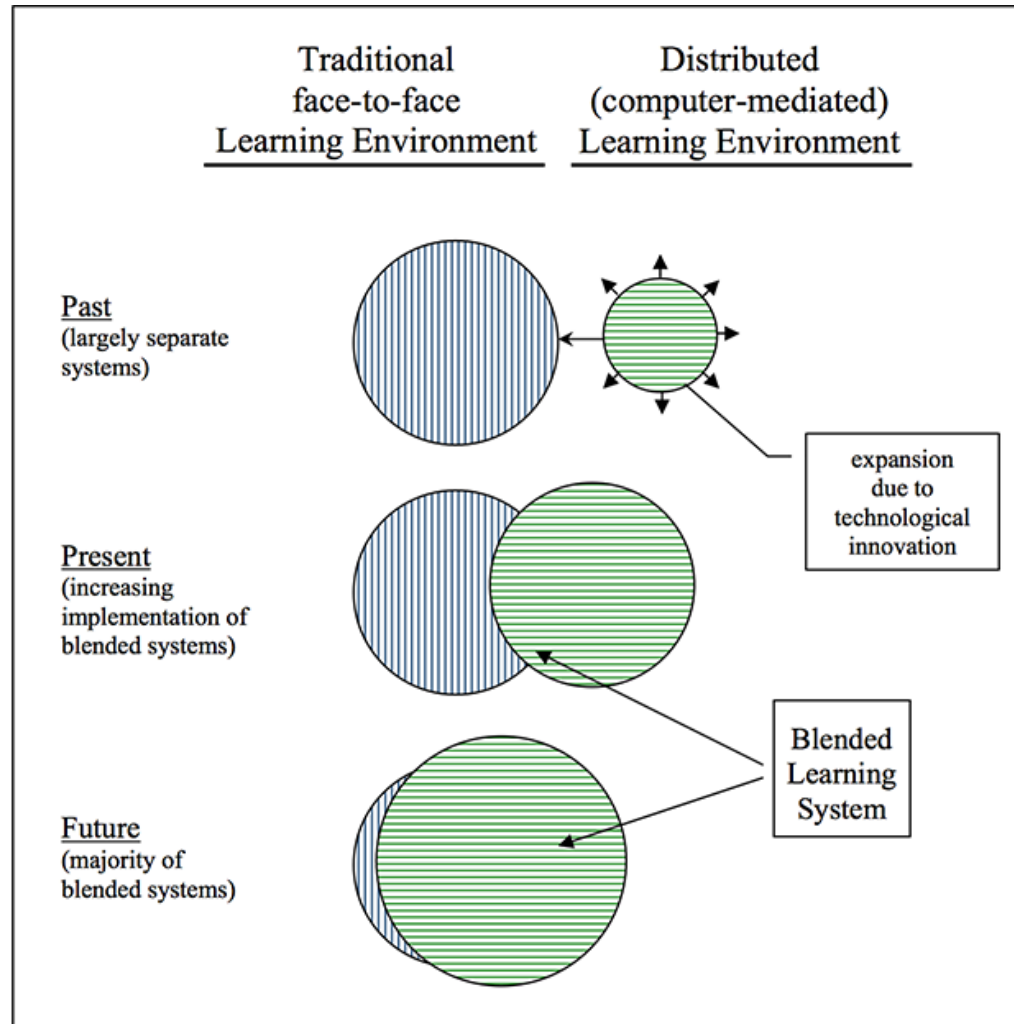 Traditional
face-to-face
Learning Environment
Distributed
(computer-mediated)
Learning Environment
Past
(largely separate
systems)
expansion
due to
technological
innovation
Present
(increasing
implementation of
blended systems)
Blended
Learning
System
Future
(majority of
blended systems)